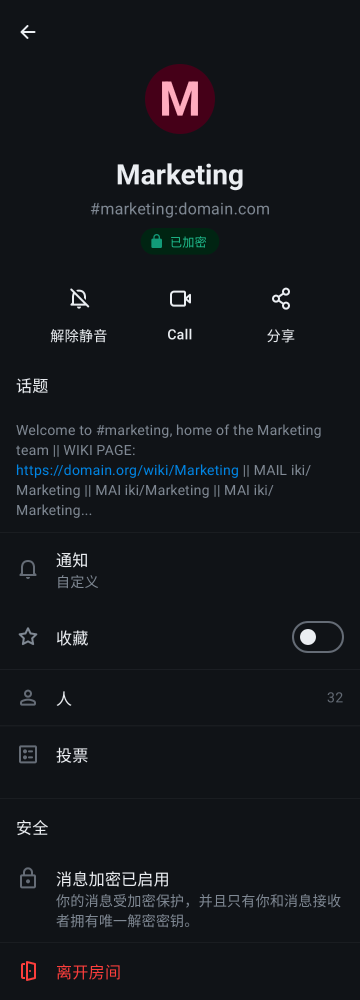 M
Marketing
#marketing:domain.com
已加密
解除静音
Call
分享
话题
Welcome to #marketing, home of the Marketing
team || WIKI PAGE:
https://domain.org/wiki/Marketing || MAIL iki/
Marketing || MAI iki/Marketing || MAI iki/
Marketing...
通知
自定义
收藏
人
32
投票
安全
消息加密已启用
你的消息受加密保护，并且只有你和消息接收
者拥有唯一解密密钥。
离开房间